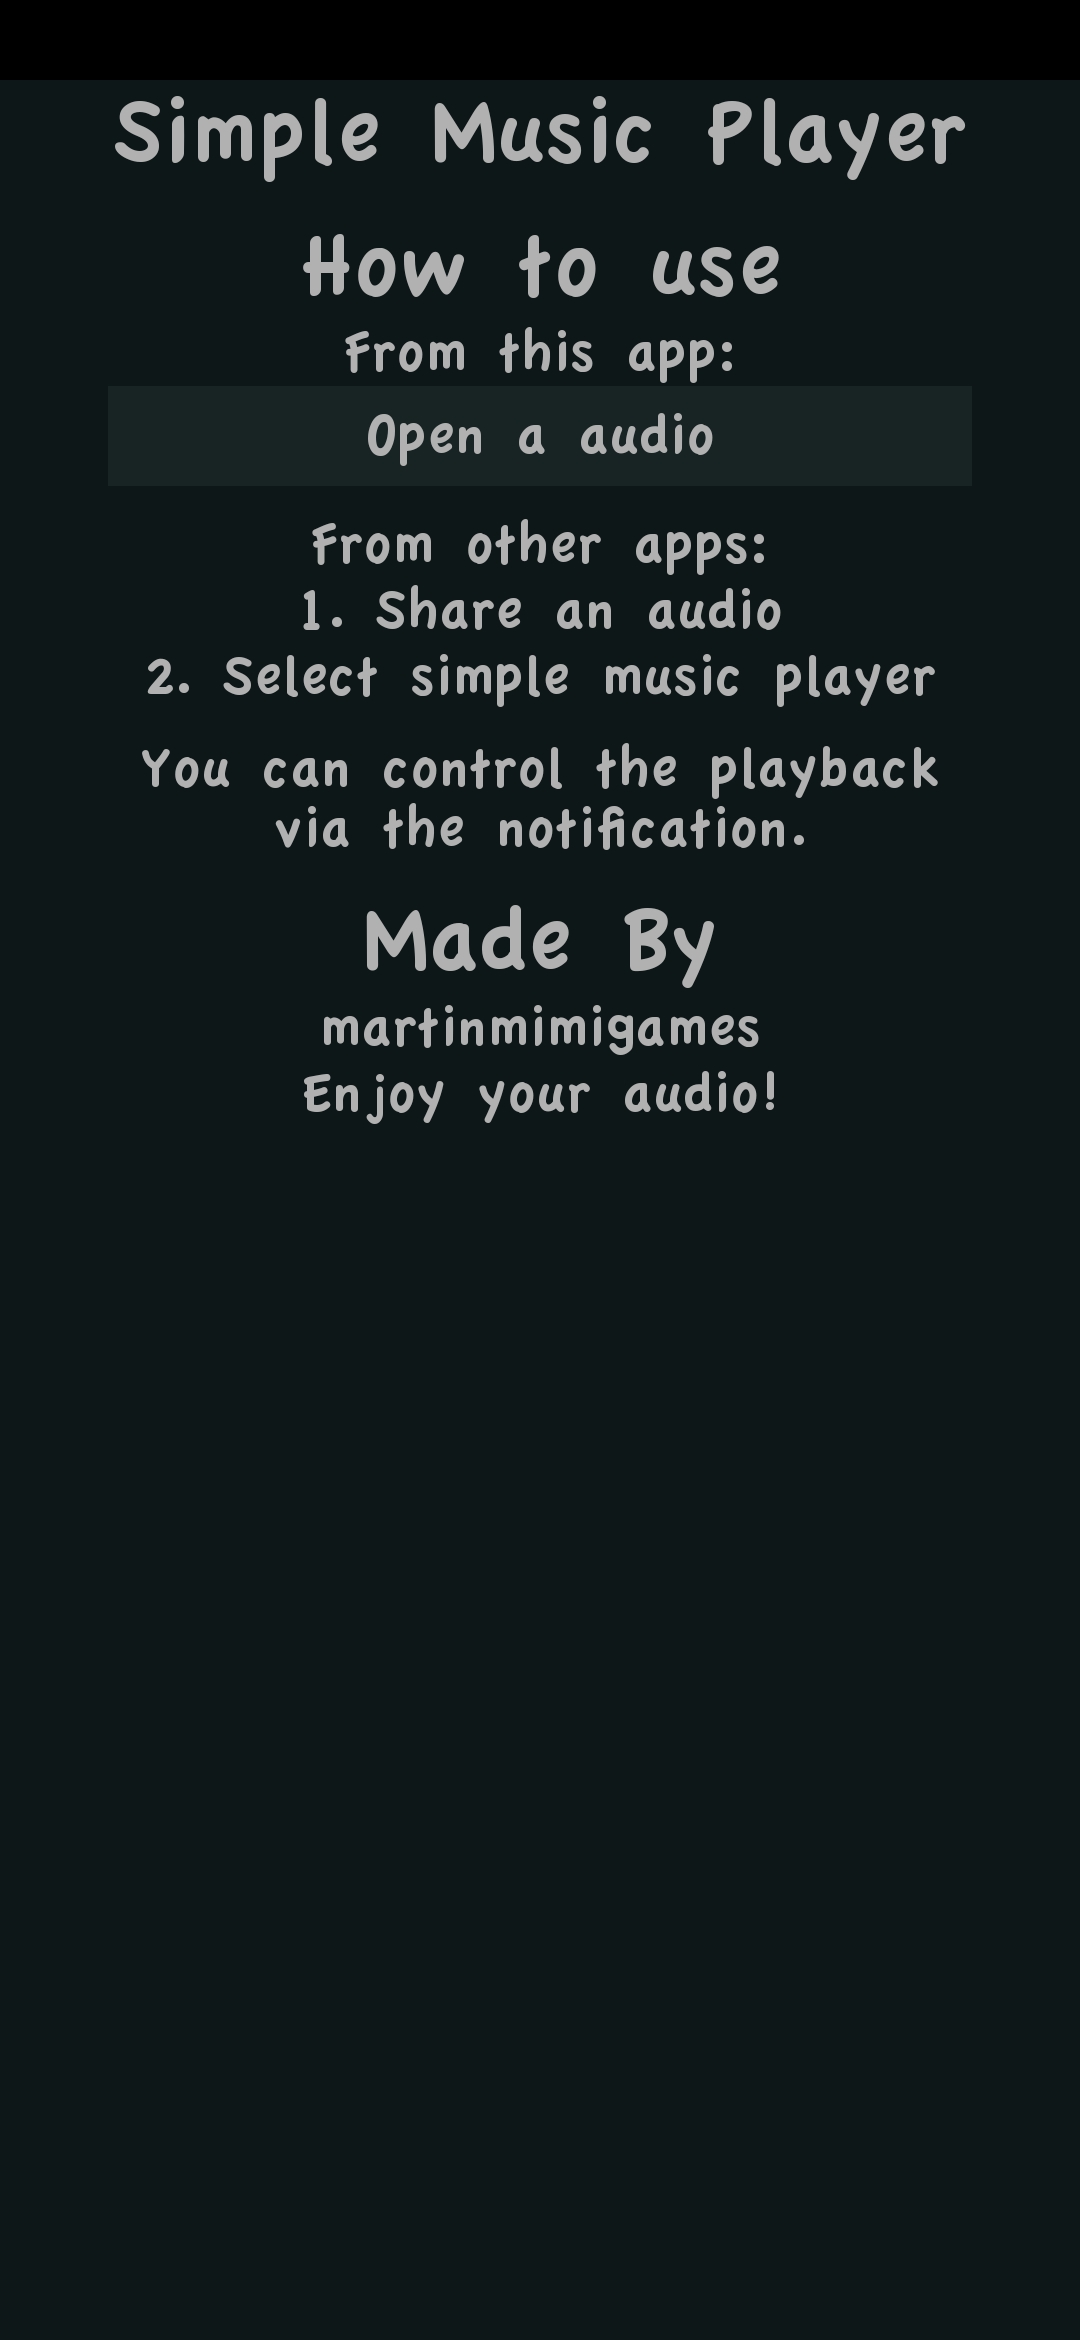 Simple Music Player
How to use
From this app:
Open a audio
From other apps:
1. Share an audio
2. Select simple music player
You can control the playback
via the notification.
Made By
martinmimigames
Enjoy your audio!